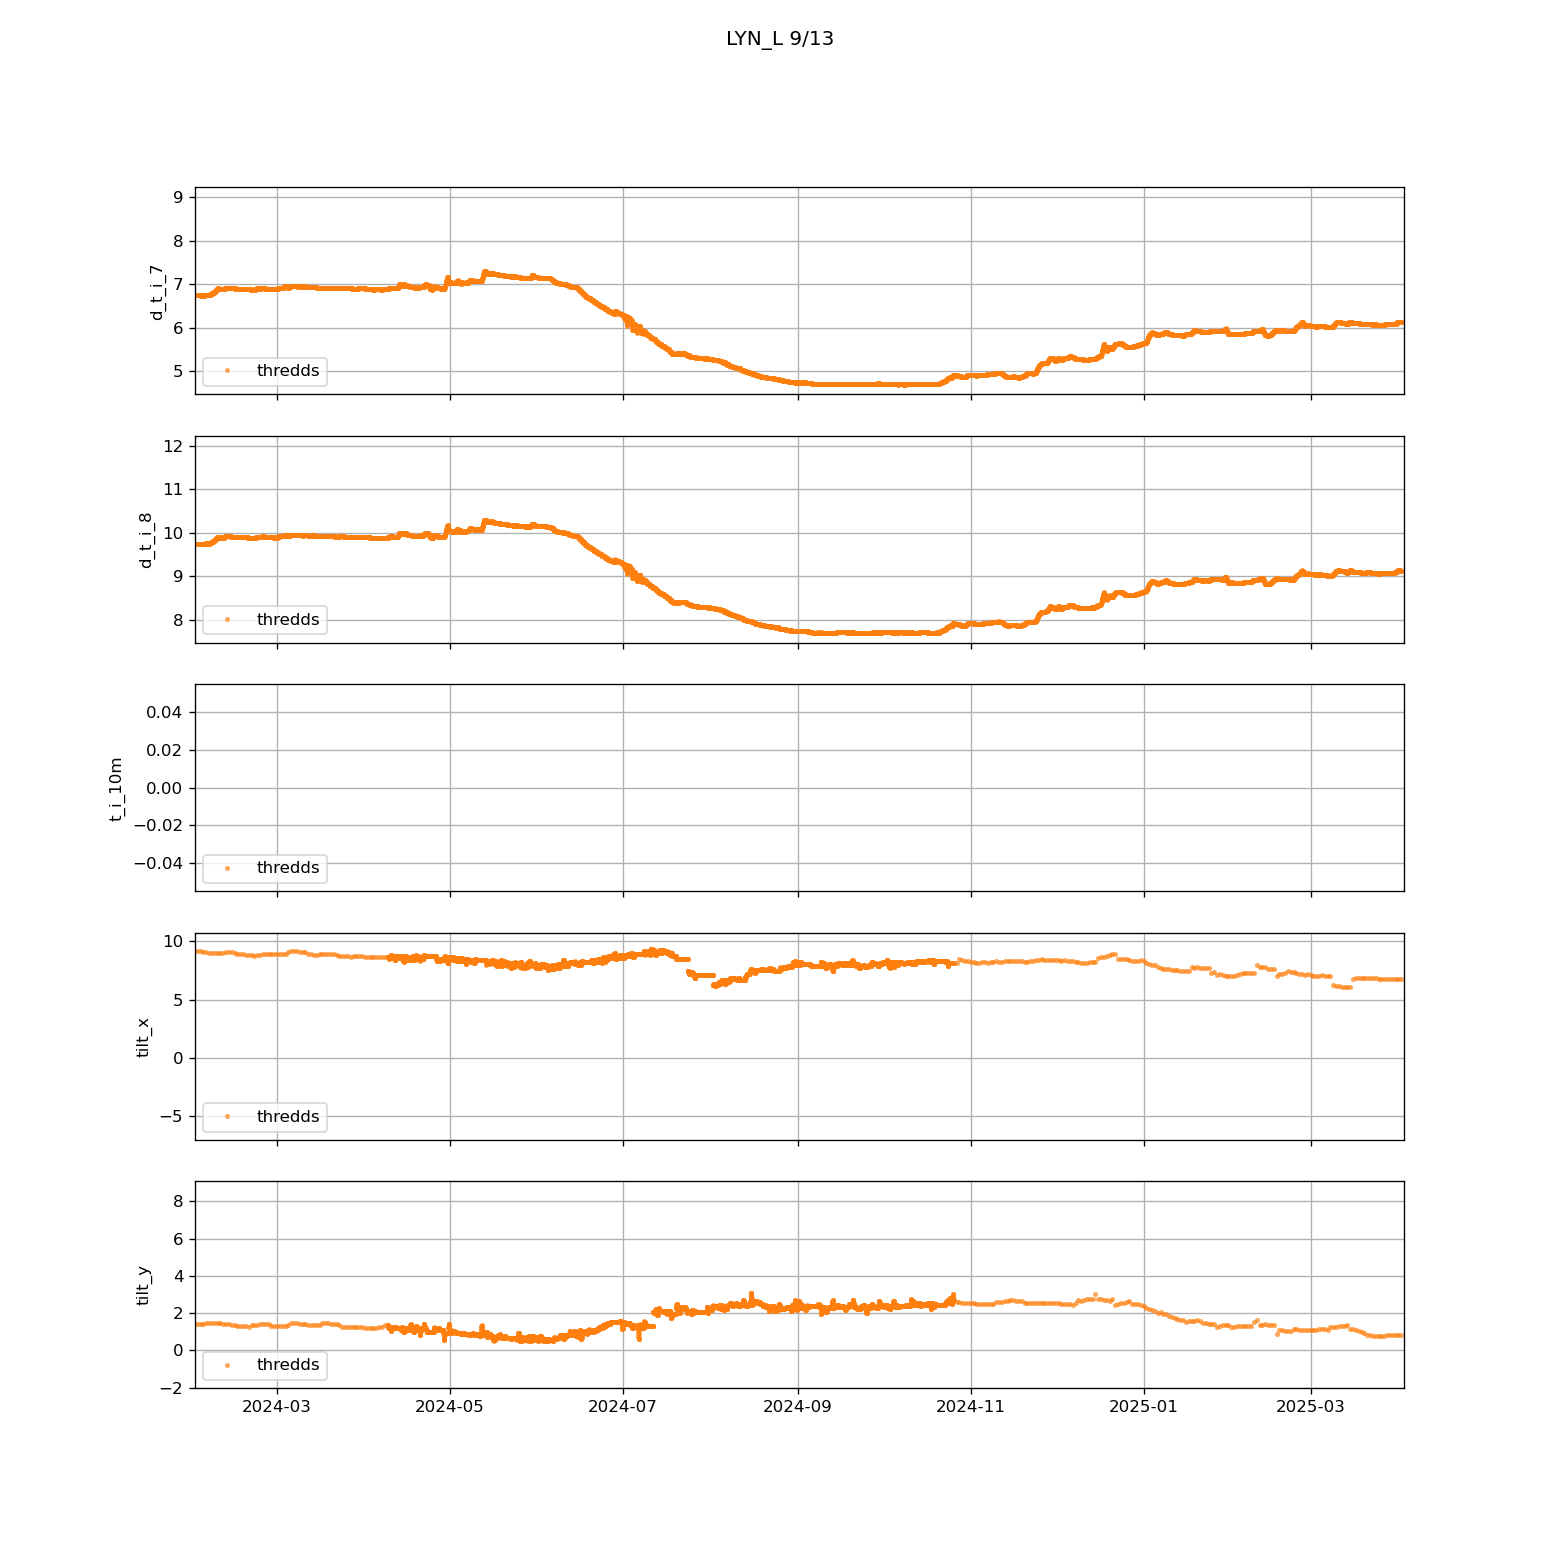 LYN_L 9/13
9
8
7
6
5
d_t_i_7
thredds
12
11
10
9
8
d_t_i_8
thredds
0.04
0.02
0.00
−0.02
−0.04
t_i_10m
thredds
10
5
0
−5
tilt_x
thredds
8
6
4
2
0
−2
tilt_y
thredds
2024-03 2024-05 2024-07 2024-09 2024-11 2025-01 2025-03